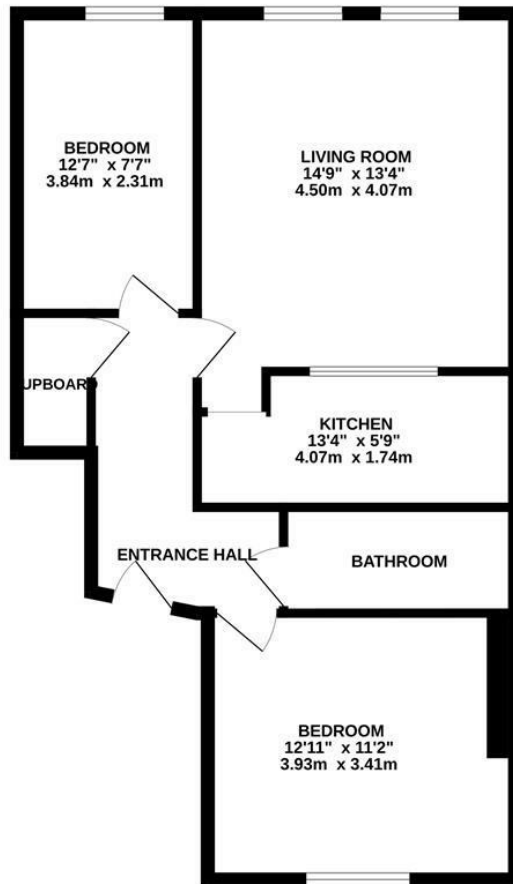 BEDROOM
12'7" x 7'7"
3.84m x 2.31m
LIVING ROOM
14'9" x 13'4"
4.50m x 4.07m
UPBOARD
KITCHEN
13'4" x 5'9"
4.07m x 1.74m
ENTRANCE HALL
BATHROOM
BEDROOM
12'11" x 11'2"
3.93m x 3.41m